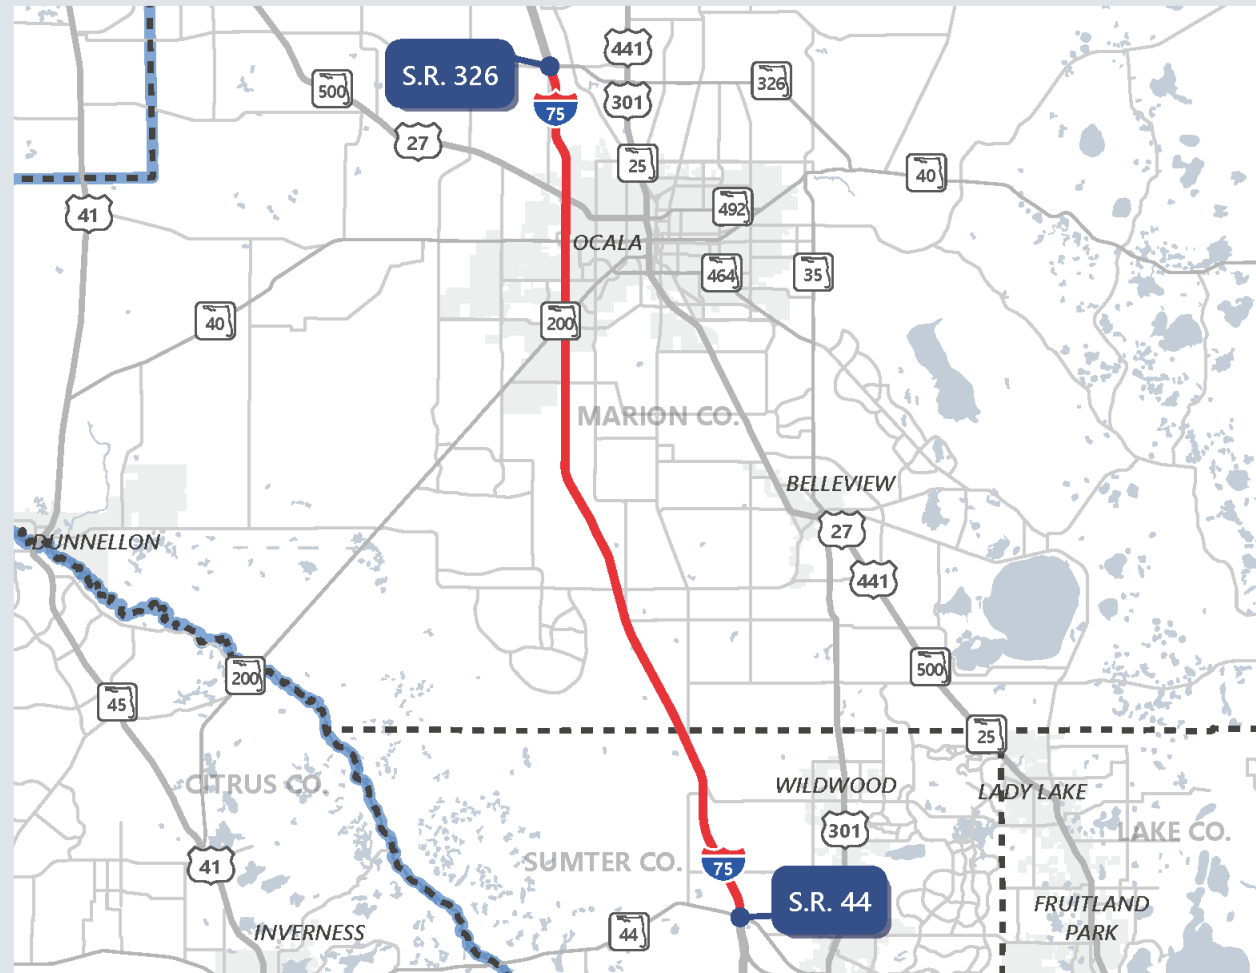 441
S.R. 326
326
500
301
75
27
25
40
492
41
OCALA
464
35
40
200
MARION CO.
BELLEVIEW
27
DUNNELLON
441
500
200
45
25
CITRUS CO.
WILDWOOD
LADY LAKE
301
LAKE CO.
SUMTER CO.
75
41
S.R. 44
FRUITLAND
PARK
44
INVERNESS